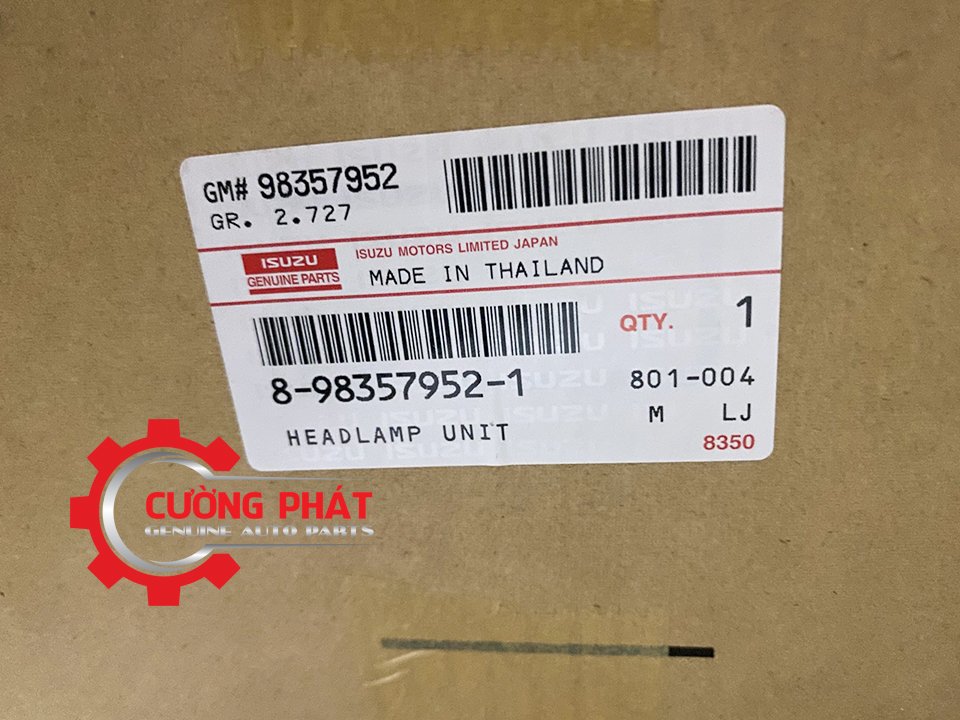 GM# 98357952
GR. 2.727
ISUZU
GENUINE PARTS
ISUZU MOTORS LIMITED JAPAN
MADE IN THAILAND
QTY. 1
8-98357952-1
801-004
HEADLAMP UNIT
M LJ
8350
CƯỜNG PHÁT
GENUINE AUTO PARTS